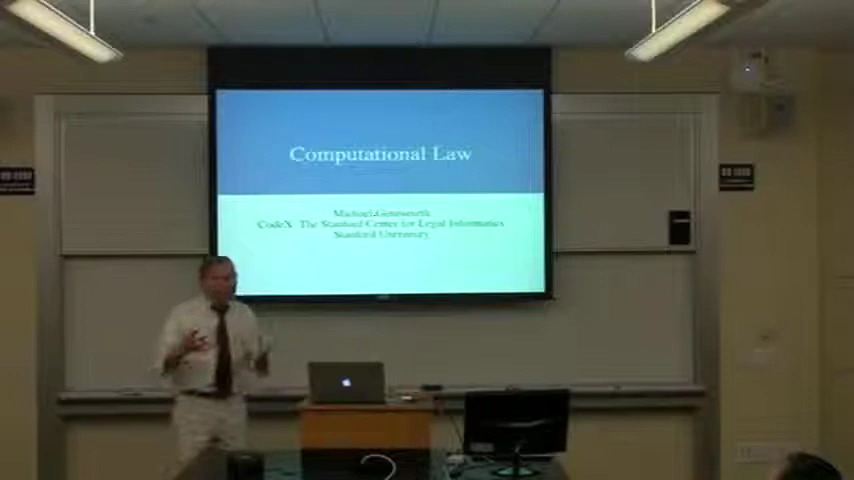 Computational Law
Michael Genesereth
CodeX The Stanford Center for Legal Informatics
Stanford University